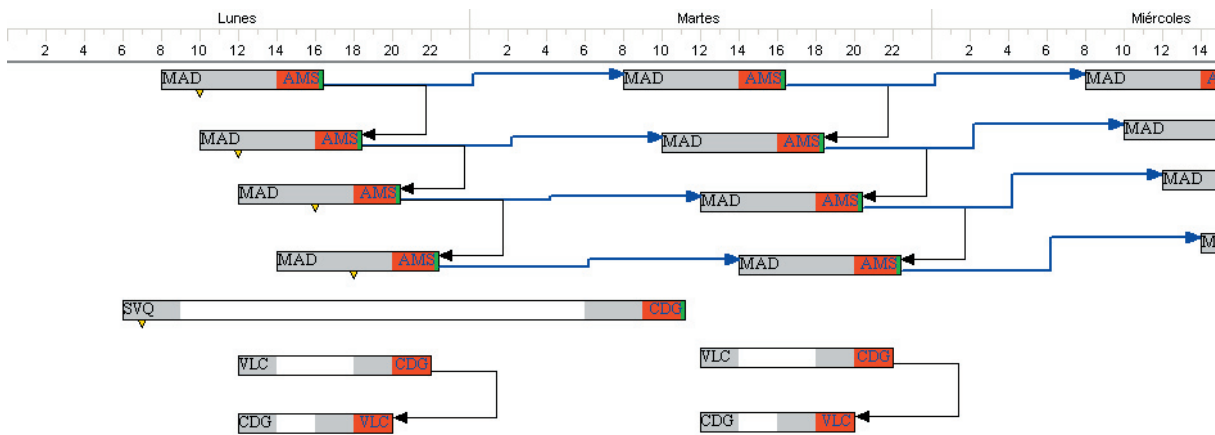 Lunes Martes Miércoles
2 4 6 8 10 12 14 16 18 20 22 2 4 6 8 10 12 14 16 18 20 22 2 4 6 8 10 12 14
MAD AMS MAD AMS MAD A
MAD AMS MAD AMS MAD
MAD AMS MAD AMS MAD
MAD AMS MAD AMS M
SVQ CDG
VLC CDG VLC CDG
CDG VLC CDG VLC